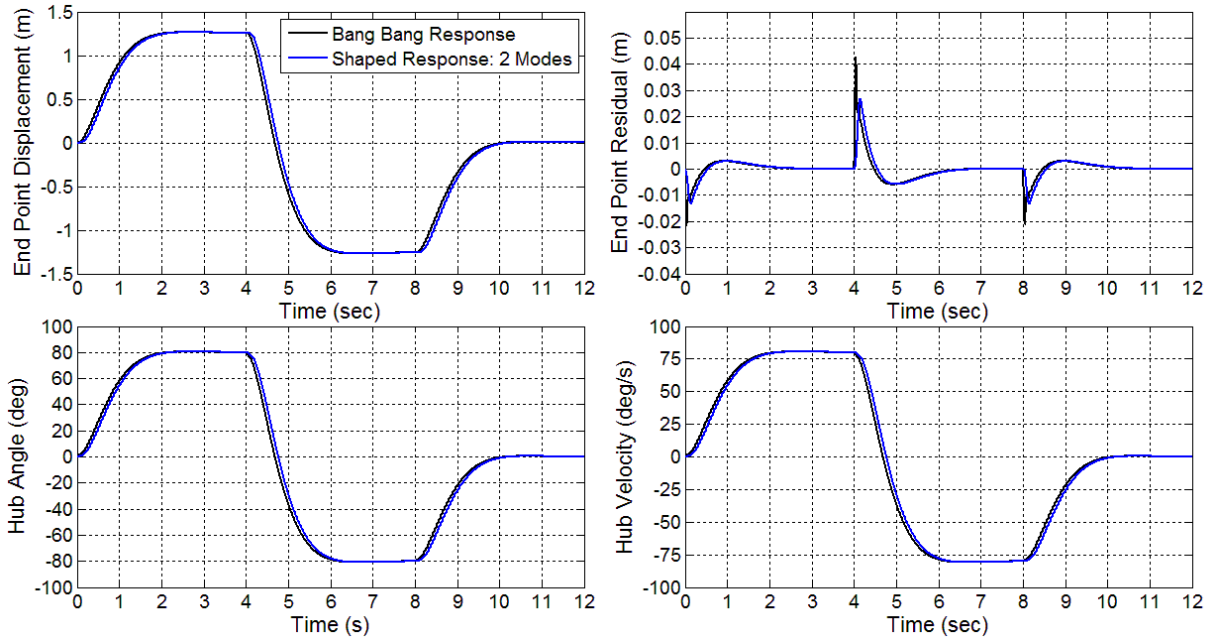 End Point Displacement (m)
1.5
1
0.5
0
-0.5
-1
-1.5
Bang Bang Response
Shaped Response: 2 Modes
0 1 2 3 4 5 6 7 8 9 10 11 12
Time (sec)
End Point Residual (m)
0.05
0.04
0.03
0.02
0.01
0
-0.01
-0.02
-0.03
-0.04
0 1 2 3 4 5 6 7 8 9 10 11 12
Time (sec)
Hub Angle (deg)
100
80
60
40
20
0
-20
-40
-60
-80
-100
0 1 2 3 4 5 6 7 8 9 10 11 12
Time (s)
Hub Velocity (deg/s)
100
75
50
25
0
-25
-50
-75
-100
0 1 2 3 4 5 6 7 8 9 10 11 12
Time (sec)